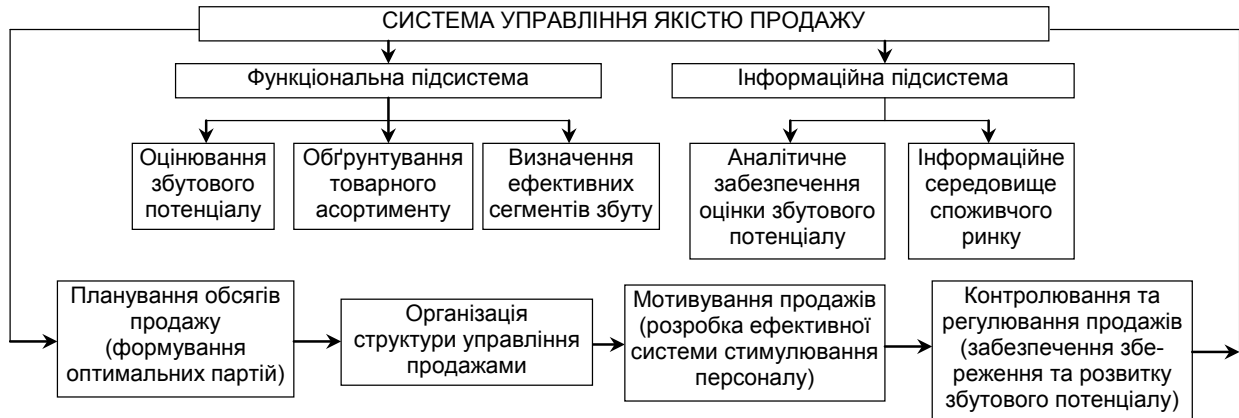 СИСТЕМА УПРАВЛІННЯ ЯКІСТЮ ПРОДАЖУ
Функціональна підсистема
Інформаційна підсистема
Оцінювання
збутового
потенціалу
Обґрунтування
товарного
асортименту
Визначення
ефективних
сегментів збуту
Аналітичне
забезпечення
оцінки збутового
потенціалу
Інформаційне
середовище
споживчого
ринку
Планування обсягів
продажу
(формування
оптимальних партій)
Організація
структури управління
продажами
Мотивування продажів
(розробка ефективної
системи стимулювання
персоналу)
Контролювання та
регулювання продажів
(забезпечення збе-
реження та розвитку
збутового потенціалу)